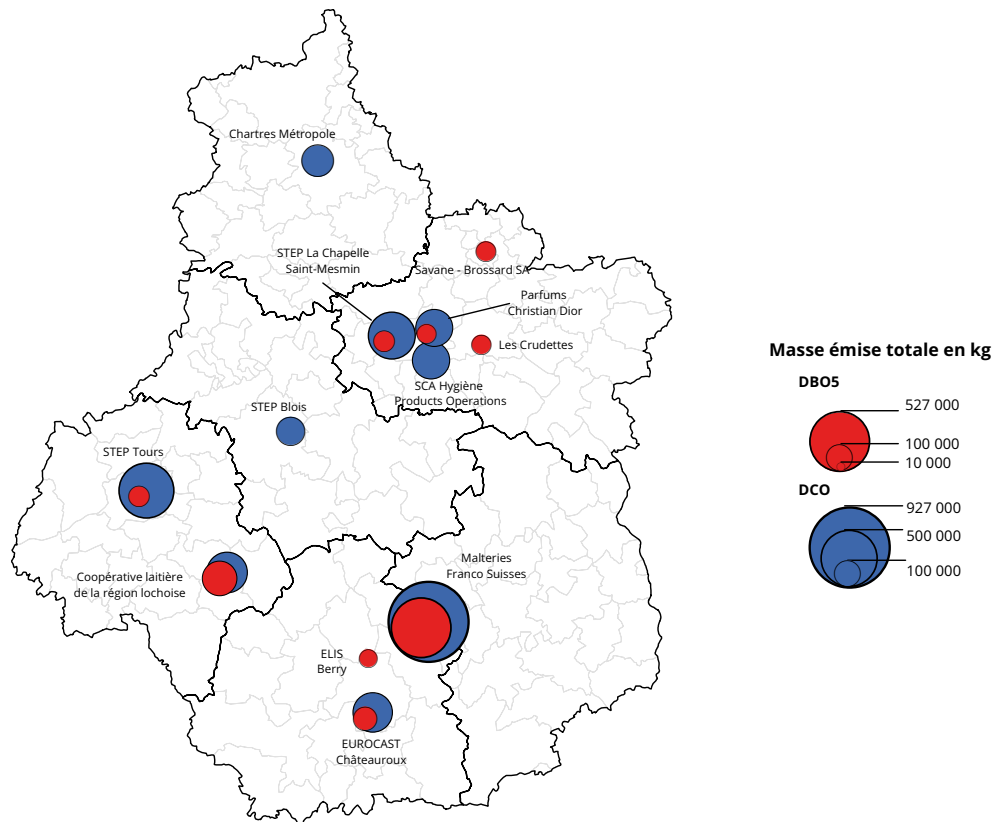 Chartres Métropole
STEP La Chapelle
Saint-Mesmin
Savane - Brossard SA
Parfums
Christian Dior
Les Crudettes
SCA Hygiène
Products Operations
STEP Blois
STEP Tours
Coopérative laitière
de la région lochoise
Malteries
Franco Suisses
ELIS
Berry
EUROCAST
Châteauroux
Masse émise totale en kg
DBO5
527 000
100 000
10 000
DCO
927 000
500 000
100 000